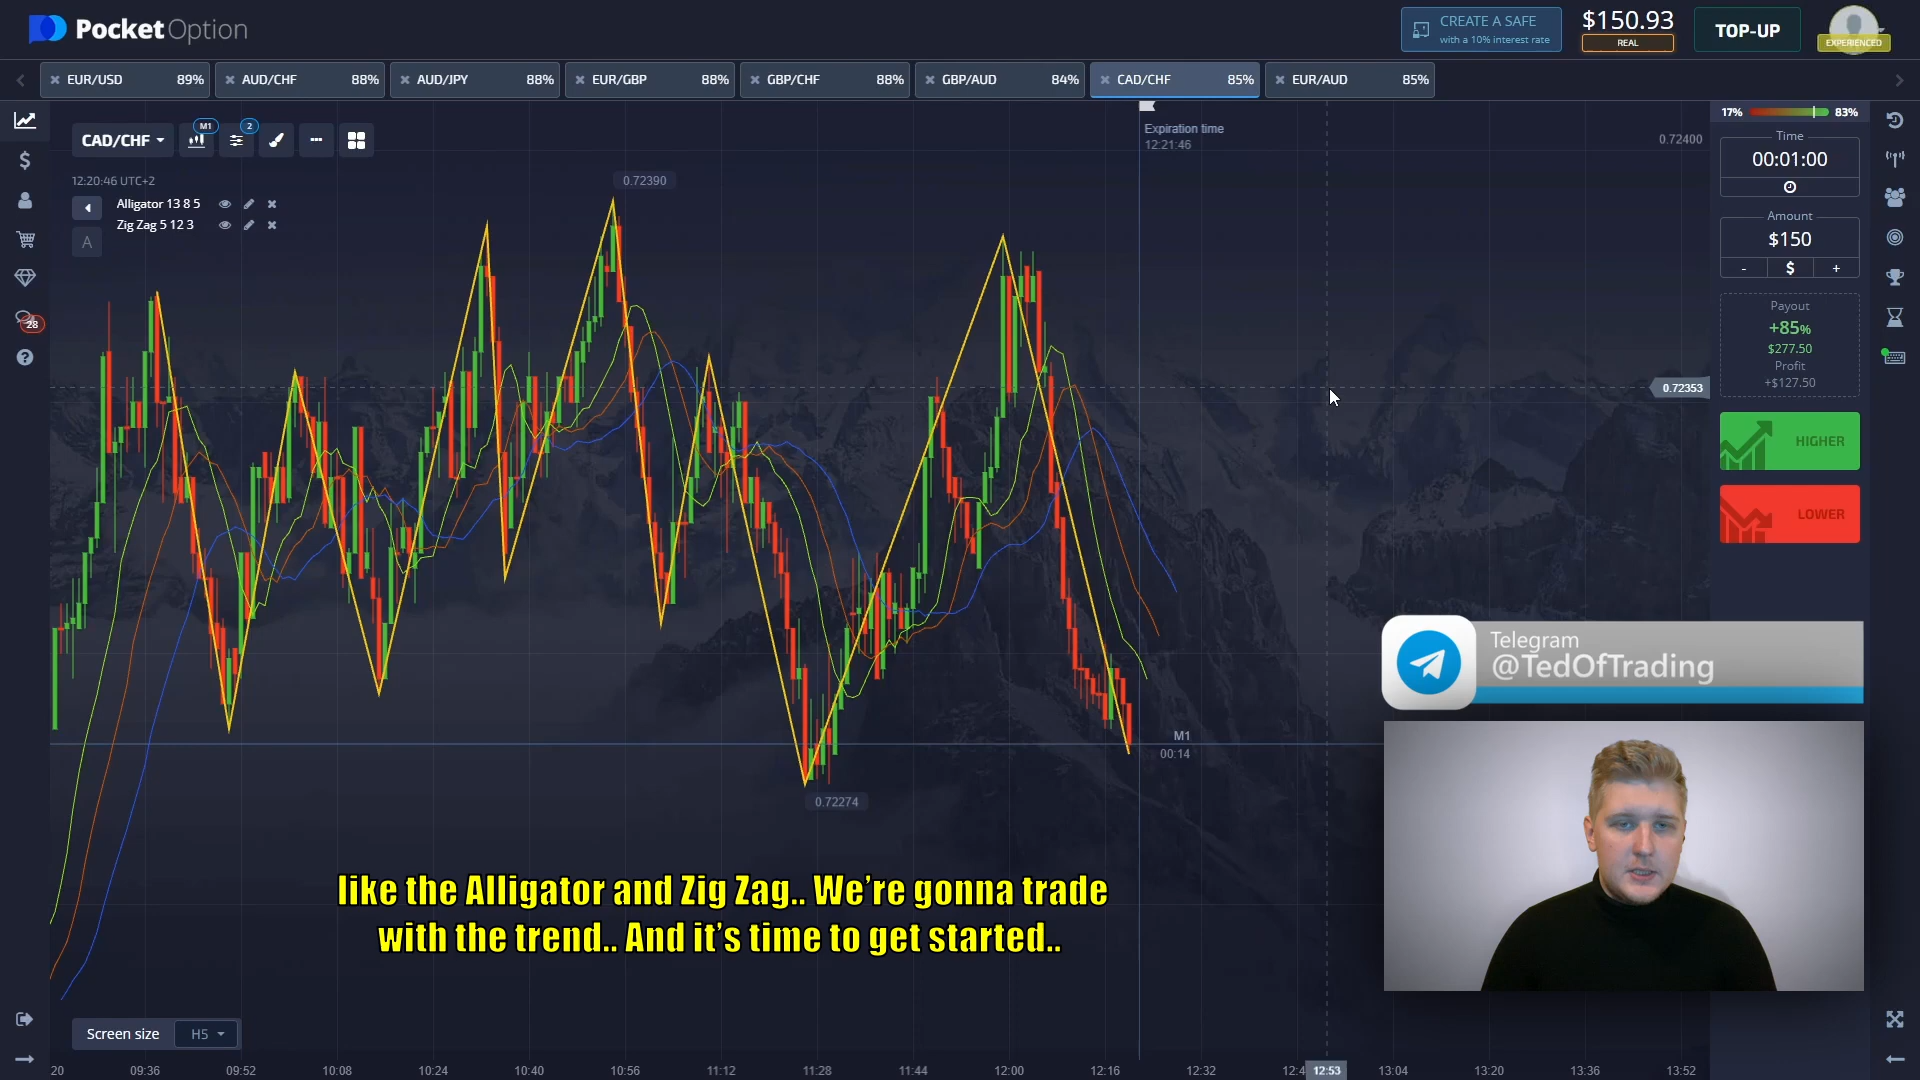 PocketOption
CREATE A SAFE
with a 10% interest rate
$150.93
REAL
TOP-UP
EXPERIENCED
EUR/USD 89%
AUD/CHF 88%
AUD/JPY 88%
EUR/GBP 88%
GBP/CHF 88%
GBP/AUD 84%
CAD/CHF 85%
EUR/AUD 85%
CAD/CHF
M1
2
Expiration time
12:21:46
0.72400
17% 83%
Time
00:01:00
12:20:46 UTC+2
Alligator 13 8 5
Zig Zag 5 12 3
A
0.72390
Amount
$150
- $ +
Payout
+85%
$277.50
Profit
+$127.50
28
0.72353
HIGHER
LOWER
Telegram
@TedOfTrading
M1
00:14
0.72274
like the Alligator and Zig Zag.. We're gonna trade
with the trend.. And it's time to get started..
Screen size H5
20 09:36 09:52 10:08 10:24 10:40 10:56 11:12 11:28 11:44 12:00 12:16 12:32 12:4 12:53 13:04 13:20 13:36 13:52